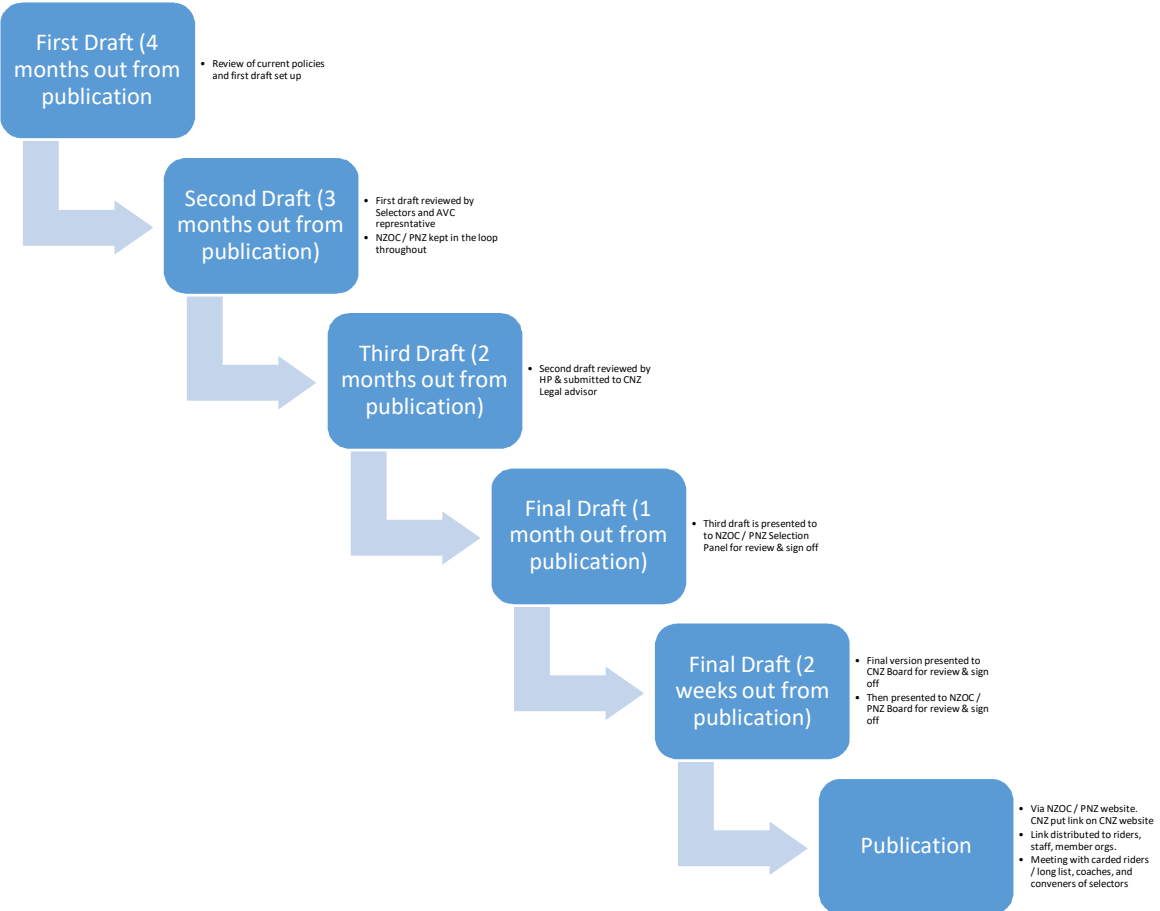 First Draft (4
months out from
publication
• Review of current policies
and first draft set up
Second Draft (3
months out from
publication)
• First draft reviewed by
Selectors and AVC
represntative
• NZOC / PNZ kept in the loop
throughout
Third Draft (2
months out from
publication)
• Second draft reviewed by
HP & submitted to CNZ
Legal advisor
Final Draft (1
month out from
publication)
• Third draft is presented to
to NZOC / PNZ Selection
Panel for review & sign off
Final Draft (2
weeks out from
publication)
• Final version presented to
CNZ Board for review & sign
off
• Then presented to NZOC /
PNZ Board for review & sign
off
Publication
• Via NZOC / PNZ website.
CNZ put link on CNZ website
• Link distributed to riders,
staff, member orgs.
• Meeting with carded riders
/ long list, coaches, and
conveners of selectors